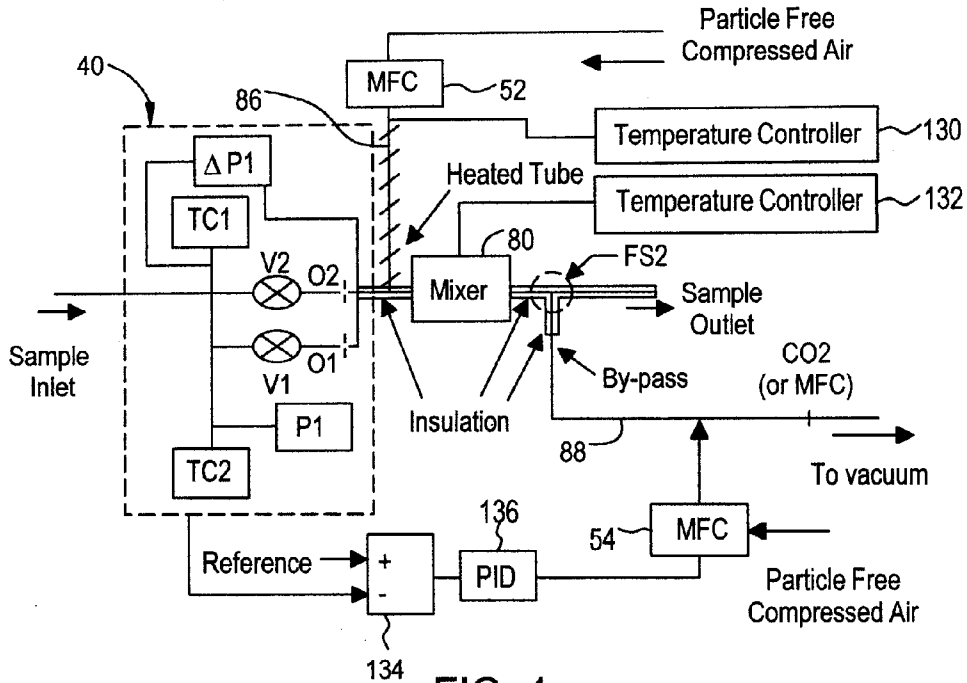 Particle Free
Compressed Air
40
MFC
52
86
Temperature Controller
130
Δ P1
Heated Tube
Temperature Controller
132
TC1
80
FS2
V2
O2
Mixer
Sample
Outlet
Sample
Inlet
O1
V1
By-pass
CO2
(or MFC)
Insulation
P1
88
TC2
To vacuum
136
54
MFC
Reference
+
-
PID
Particle Free
Compressed Air
134